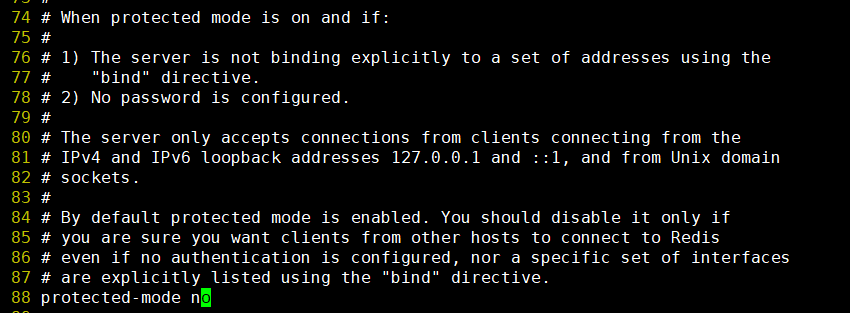 74 # When protected mode is on and if:
75 #
76 # 1) The server is not binding explicitly to a set of addresses using the
77 #    "bind" directive.
78 # 2) No password is configured.
79 #
80 # The server only accepts connections from clients connecting from the
81 # IPv4 and IPv6 loopback addresses 127.0.0.1 and ::1, and from Unix domain
82 # sockets.
83 #
84 # By default protected mode is enabled. You should disable it only if
85 # you are sure you want clients from other hosts to connect to Redis
86 # even if no authentication is configured, nor a specific set of interfaces
87 # are explicitly listed using the "bind" directive.
88 protected-mode no